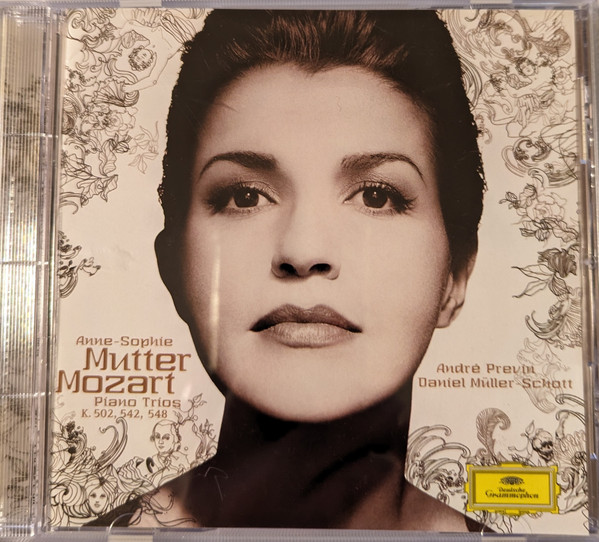 Anne-Sophie
Mutter
Mozart
Piano Trios
K. 502, 542, 548
André Previn
Daniel Müller-Schott
Deutsche
Grammophon